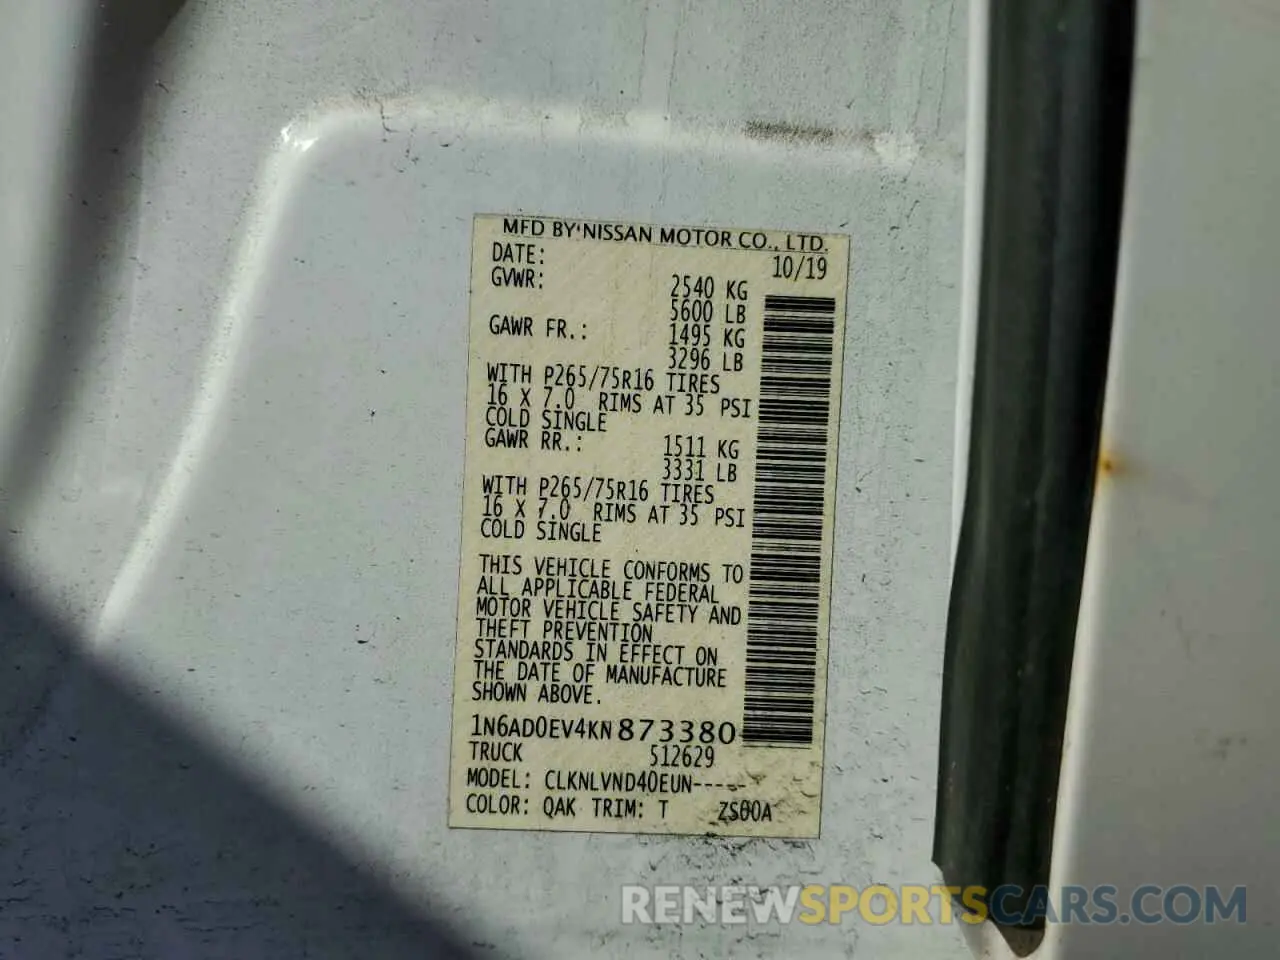 MFD BY NISSAN MOTOR CO., LTD.
DATE: 10/19
GVWR: 2540 KG
5600 LB
GAWR FR.: 1495 KG
3296 LB
WITH P265/75R16 TIRES
16 X 7.0 RIMS AT 35 PSI
COLD SINGLE
GAWR RR.: 1511 KG
3331 LB
WITH P265/75R16 TIRES
16 X 7.0 RIMS AT 35 PSI
COLD SINGLE
THIS VEHICLE CONFORMS TO
ALL APPLICABLE FEDERAL
MOTOR VEHICLE SAFETY AND
THEFT PREVENTION
STANDARDS IN EFFECT ON
THE DATE OF MANUFACTURE
SHOWN ABOVE.
1N6AD0EV4KN873380
TRUCK 512629
MODEL: CLKNLVND40EUN-----
COLOR: QAK TRIM: T
RENEWSPORTSCARS.COM